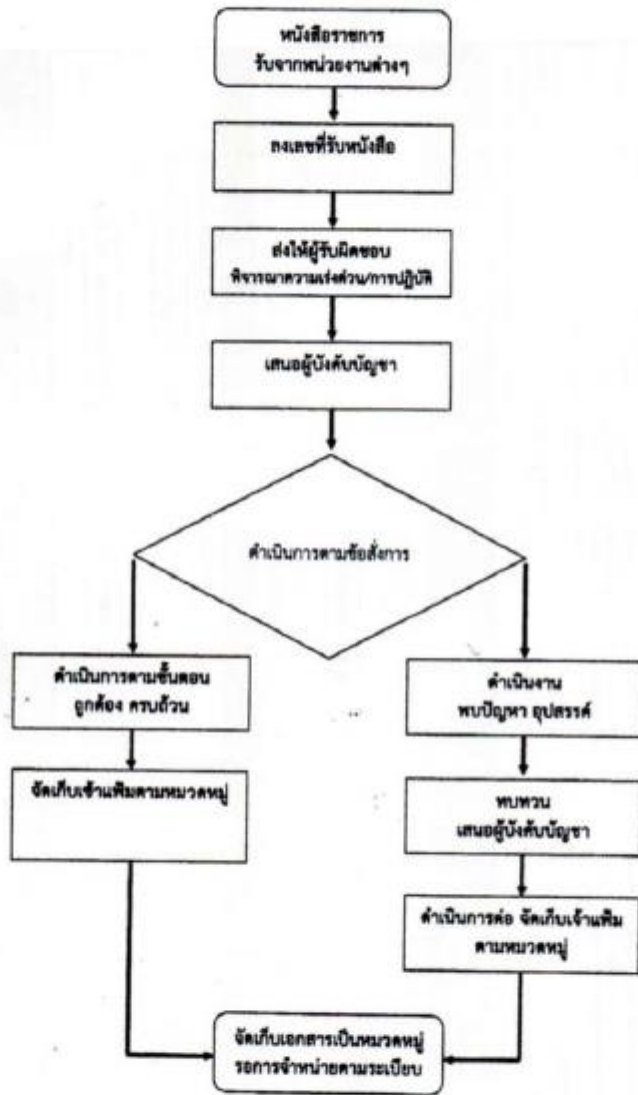 หนังสือราชการ
รับจากหน่วยงานต่างๆ
ลงเลขที่รับหนังสือ
ส่งให้ผู้รับผิดชอบ
พิจารณาความเร่งด่วน/การปฏิบัติ
เสนอผู้บังคับบัญชา
ดำเนินการตามข้อสั่งการ
ดำเนินการตามขั้นตอน
ถูกต้อง ครบถ้วน
จัดเก็บเข้าแฟ้มตามหมวดหมู่
ดำเนินงาน
พบปัญหา อุปสรรค์
ทบทวน
เสนอผู้บังคับบัญชา
ดำเนินการต่อ จัดเก็บเจ้าแฟ้ม
ตามหมวดหมู่
จัดเก็บเอกสารเป็นหมวดหมู่
รอการจำหน่ายตามระเบียบ